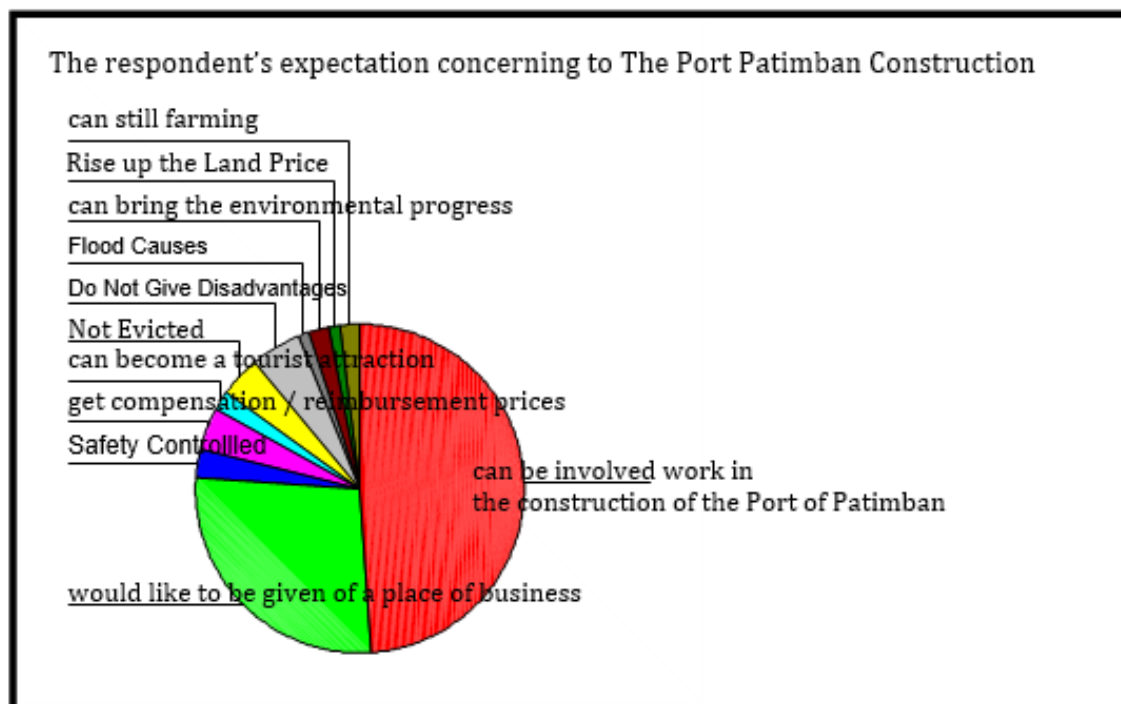 The respondent's expectation concerning to The Port Patimban Construction
can still farming
Rise up the Land Price
can bring the environmental progress
Flood Causes
Do Not Give Disadvantages
Not Evicted
can become a tourist attraction
get compensation / reimbursement prices
Safety Controllled
can be involved work in
the construction of the Port of Patimban
would like to be given of a place of business